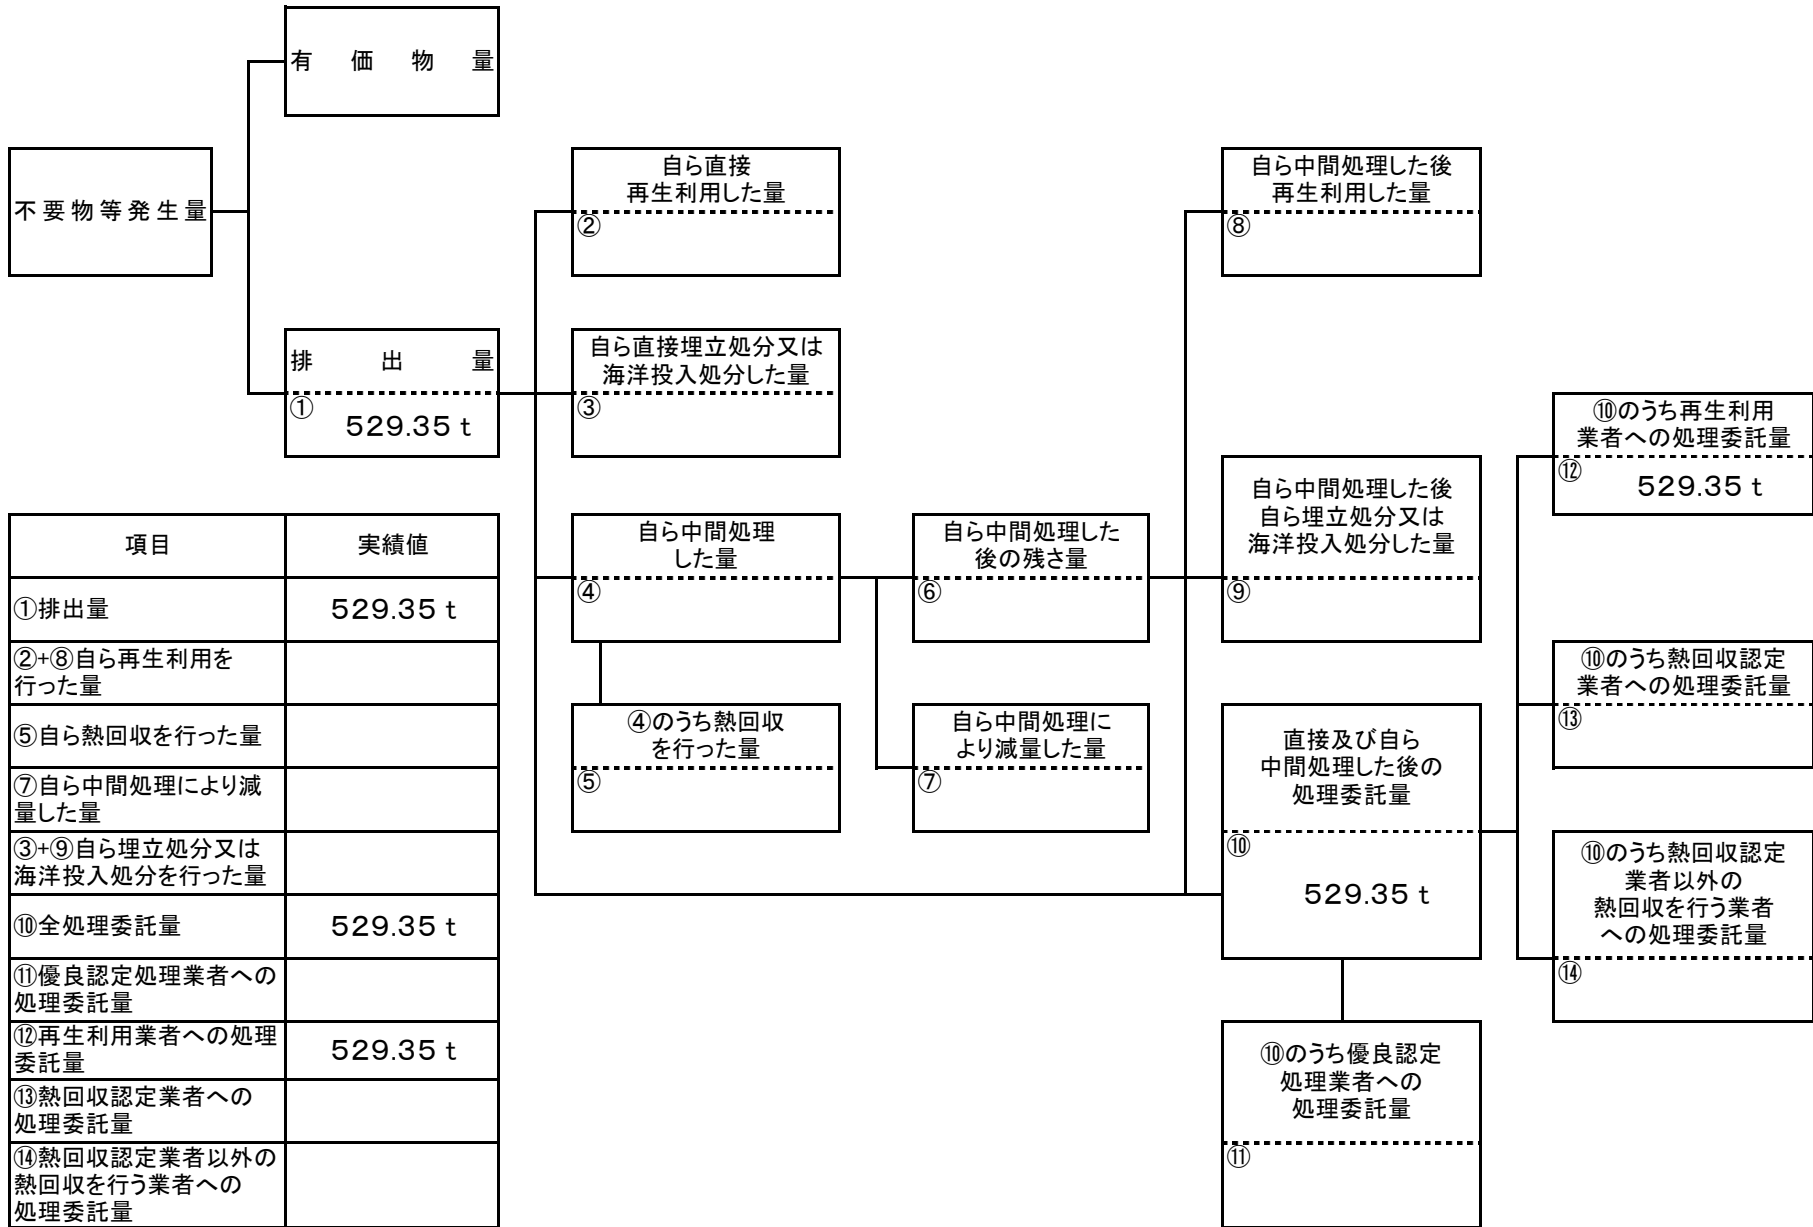 有価物量
不要物等発生量
排出量
①
529.35 t
自ら直接
再生利用した量
②
自ら直接埋立処分又は
海洋投入処分した量
③
自ら中間処理
した量
④
④のうち熱回収
を行った量
⑤
自ら中間処理した
後の残さ量
⑥
自ら中間処理に
より減量した量
⑦
自ら中間処理した後
再生利用した量
⑧
自ら中間処理した後
自ら埋立処分又は
海洋投入処分した量
⑨
直接及び自ら
中間処理した後の
処理委託量
⑩
529.35 t
⑩のうち優良認定
処理業者への
処理委託量
⑪
⑩のうち再生利用
業者への処理委託量
⑫
529.35 t
⑩のうち熱回収認定
業者への処理委託量
⑬
⑩のうち熱回収認定
業者以外の
熱回収を行う業者
への処理委託量
⑭
項目 実績値
①排出量 529.35 t
②+⑧自ら再生利用を
行った量
⑤自ら熱回収を行った量
⑦自ら中間処理により減
量した量
③+⑨自ら埋立処分又は
海洋投入処分を行った量
⑩全処理委託量 529.35 t
⑪優良認定処理業者への
処理委託量
⑫再生利用業者への処理
委託量 529.35 t
⑬熱回収認定業者への
処理委託量
⑭熱回収認定業者以外の
熱回収を行う業者への
処理委託量